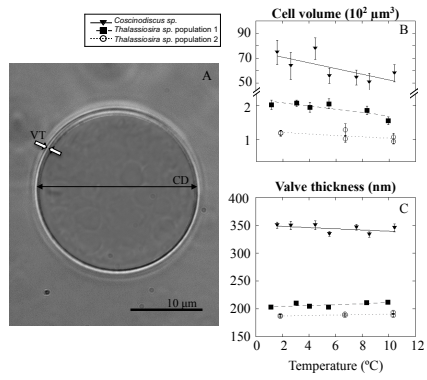 Coscinodiscus sp.
Thalassiosira sp. population 1
Thalassiosira sp. population 2
A
VT
CD
10 µm
Cell volume (10² µm³)
B
90
70
50
2
1
Valve thickness (nm)
C
350
300
250
200
150
0 2 4 6 8 10 12
Temperature (ºC)